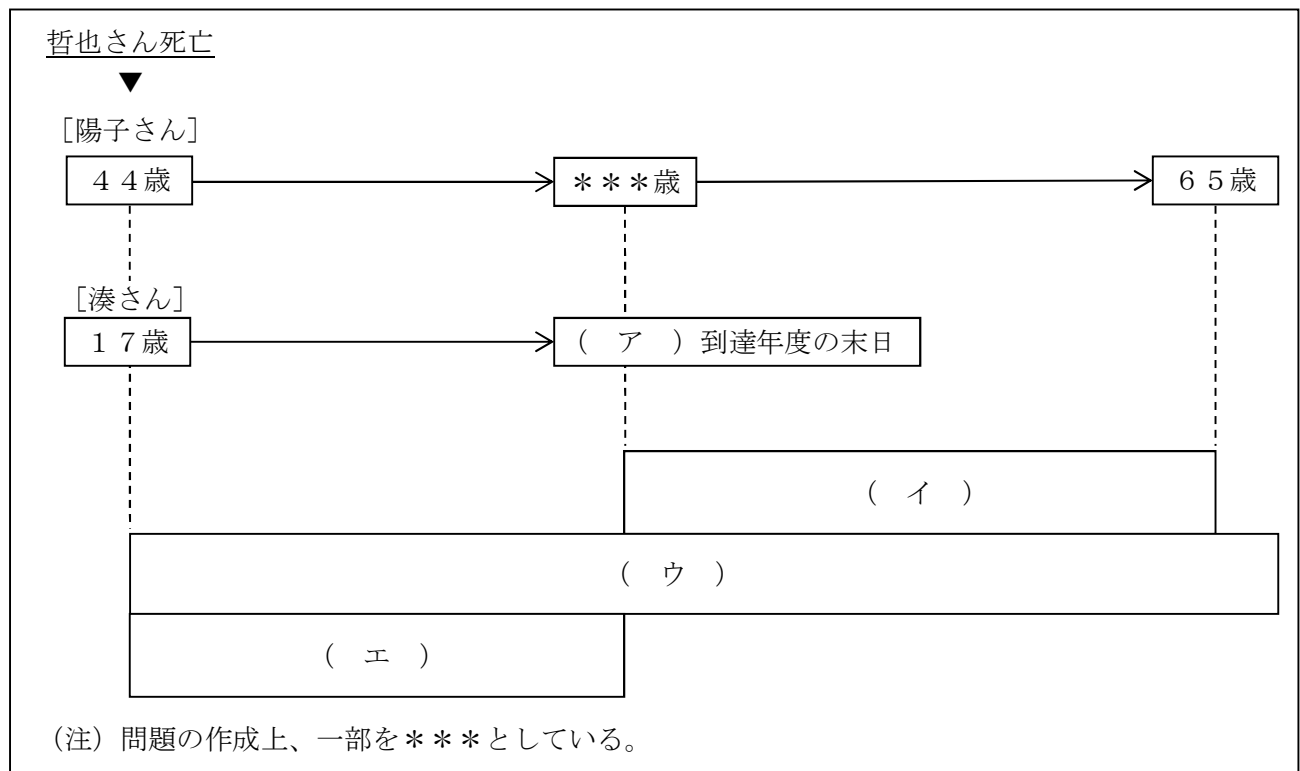 哲也さん死亡
▼
[陽子さん]
44歳 ***歳 65歳
[湊さん]
17歳 ( ア )到達年度の末日
( イ )
( ウ )
( エ )
(注)問題の作成上、一部を***としている。